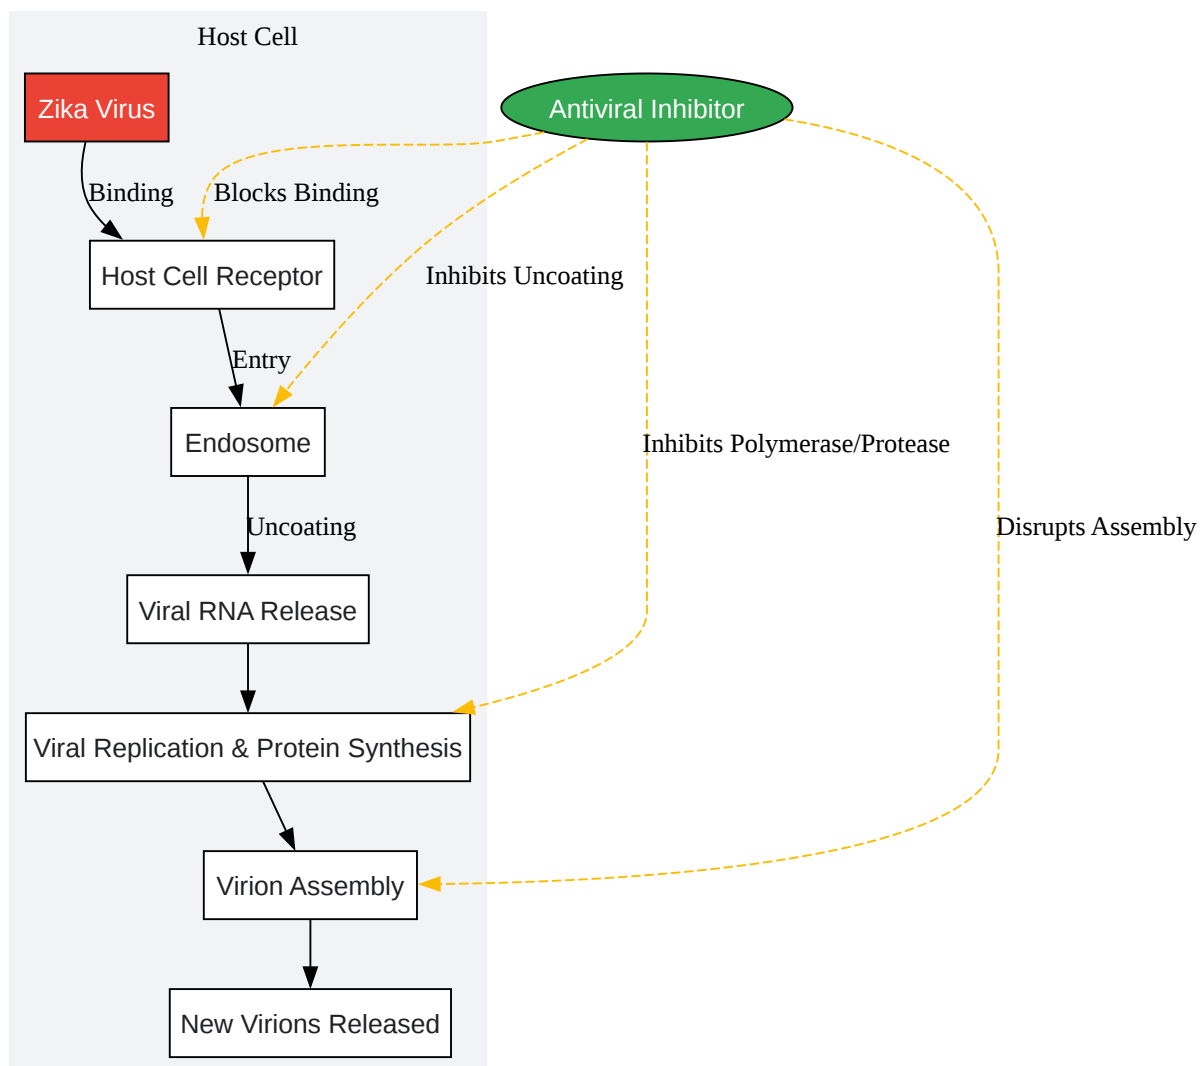 Host Cell
Zika Virus
Antiviral Inhibitor
Binding
Blocks Binding
Host Cell Receptor
Inhibits Uncoating
Entry
Endosome
Inhibits Polymerase/Protease
Uncoating
Disrupts Assembly
Viral RNA Release
Viral Replication & Protein Synthesis
Virion Assembly
New Virions Released